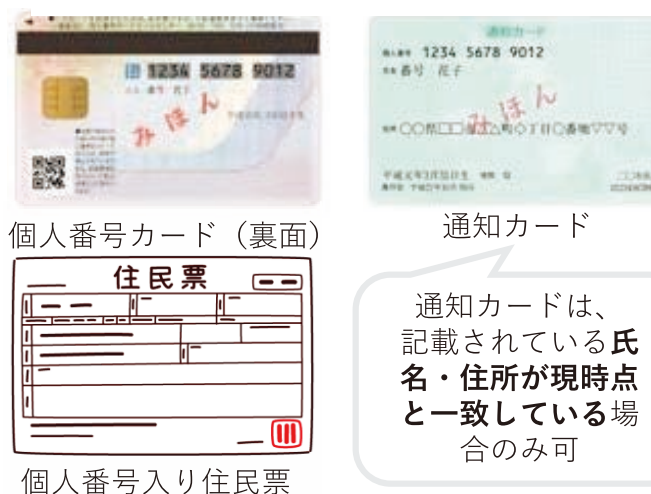 1234 5678 9012
番号 花子
みほん
個人番号カード（裏面）
通知カード
1234 5678 9012
番号 花子
みほん
通知カード
住民票
個人番号入り住民票
通知カードは、
記載されている氏
名・住所が現時点
と一致している場
合のみ可